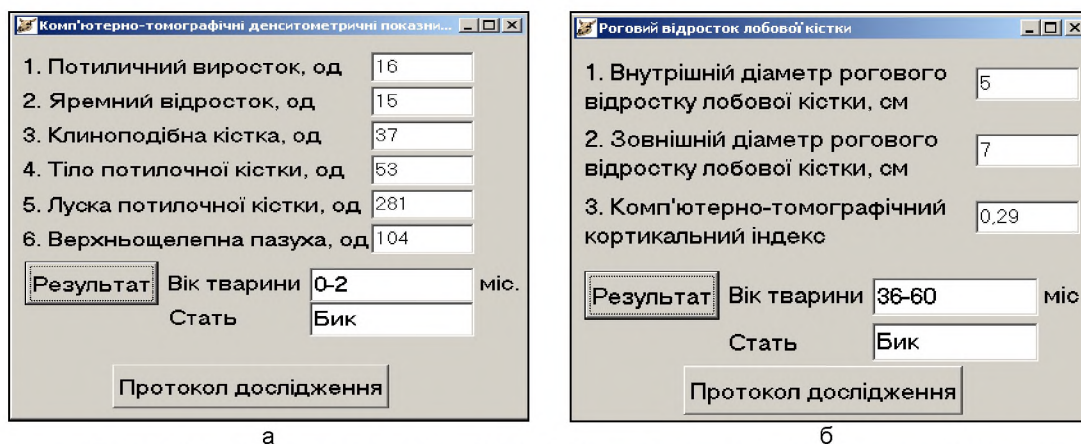 Комп'ютерно-томографічні денситометричні показни...
1. Потиличний виросток, од 16
2. Яремний відросток, од 15
3. Клиноподібна кістка, од 37
4. Тіло потилочної кістки, од 53
5. Луска потилочної кістки, од 281
6. Верхньощелепна пазуха, од 104
Результат Вік тварини 0-2 міс.
Стать Бик
Протокол дослідження
а
Роговий відросток лобової кістки
1. Внутрішній діаметр рогового
відростку лобової кістки, см 5
2. Зовнішній діаметр рогового
відростку лобової кістки, см 7
3. Комп'ютерно-томографічний
кортикальний індекс 0,29
Результат Вік тварини 36-60 міс
Стать Бик
Протокол дослідження
б